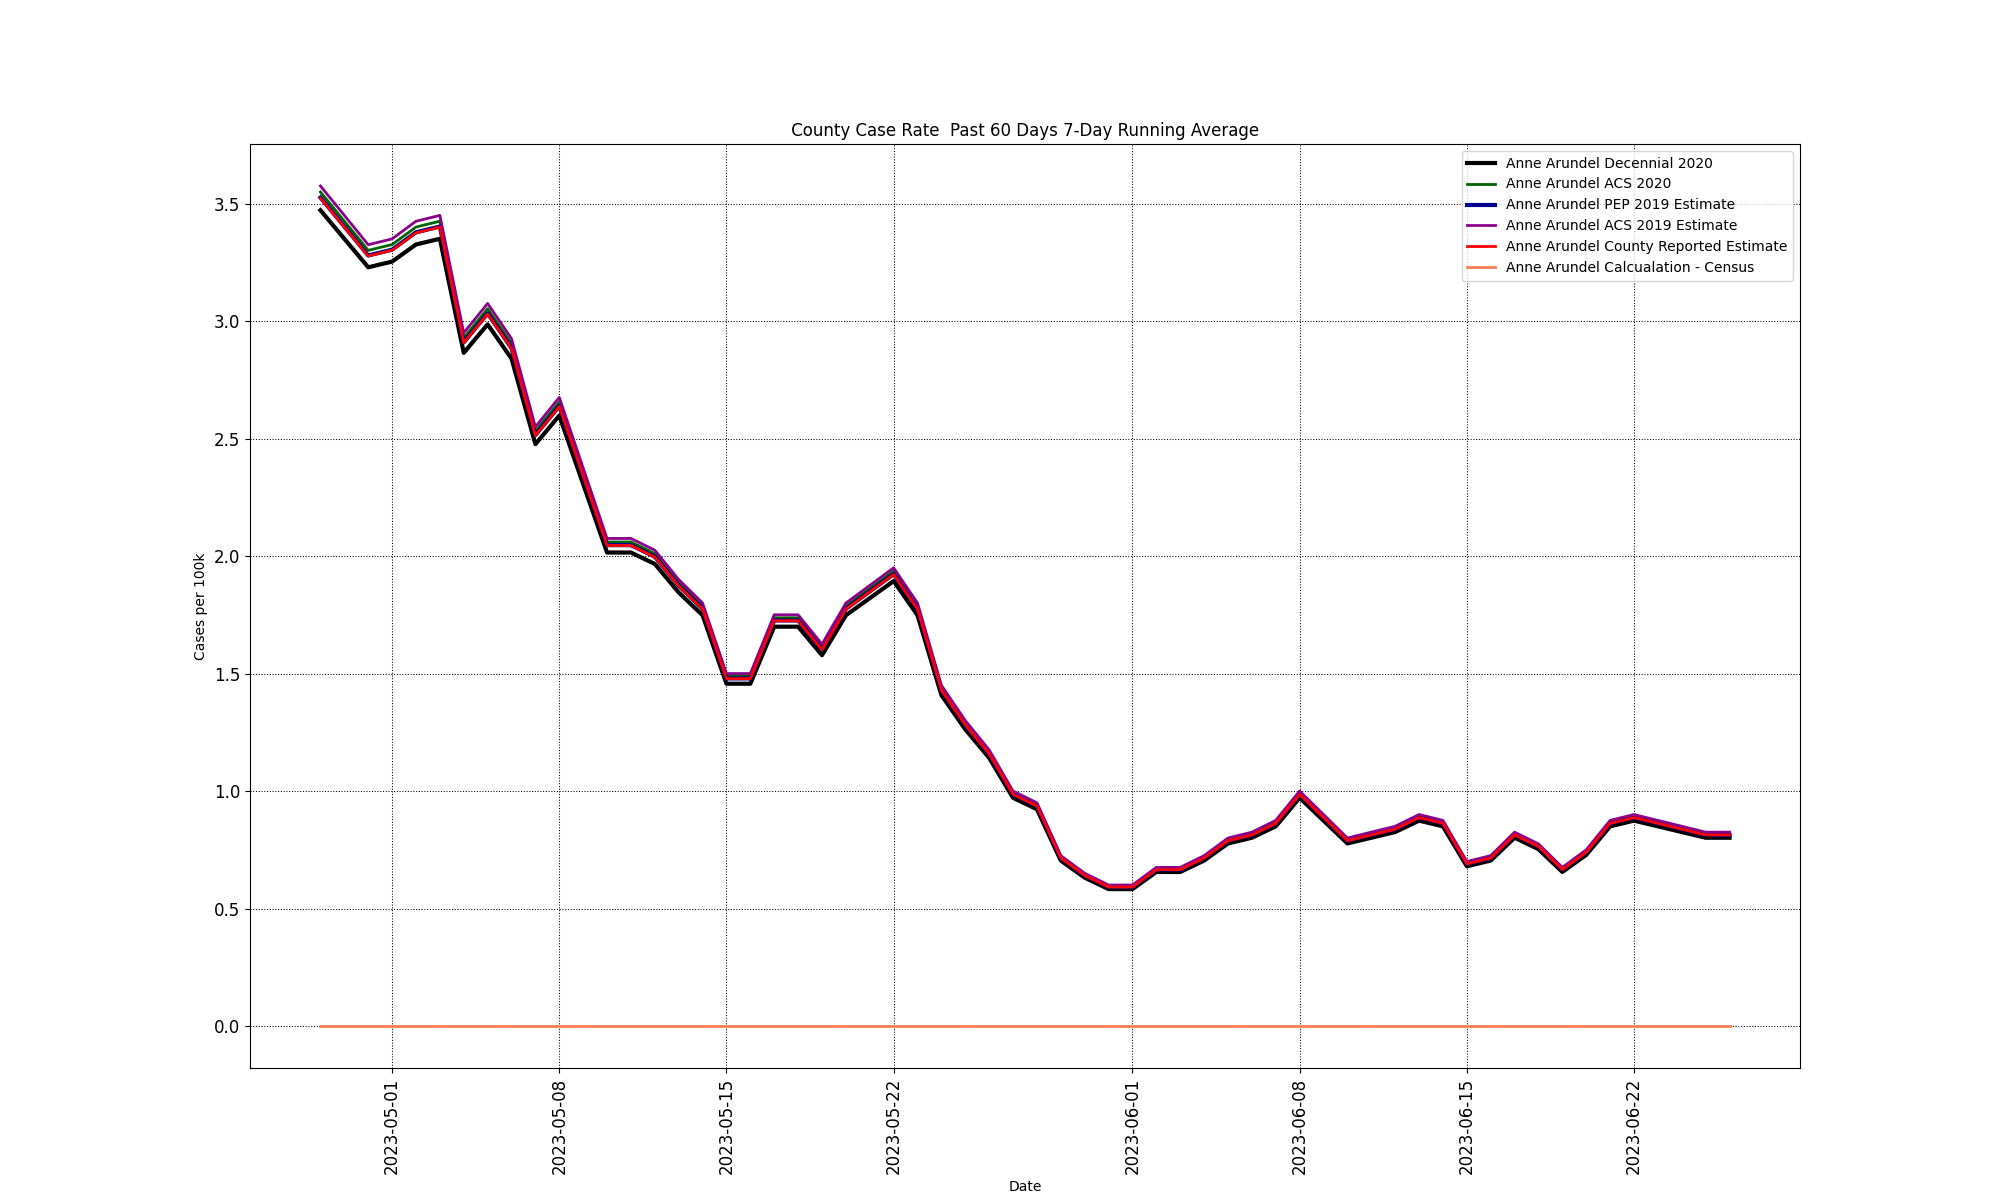 County Case Rate  Past 60 Days 7-Day Running Average
Anne Arundel Decennial 2020
Anne Arundel ACS 2020
Anne Arundel PEP 2019 Estimate
Anne Arundel ACS 2019 Estimate
Anne Arundel County Reported Estimate
Anne Arundel Calcualation - Census
Cases per 100k
3.5
3.0
2.5
2.0
1.5
1.0
0.5
0.0
2023-05-01
2023-05-08
2023-05-15
2023-05-22
2023-06-01
2023-06-08
2023-06-15
2023-06-22
Date